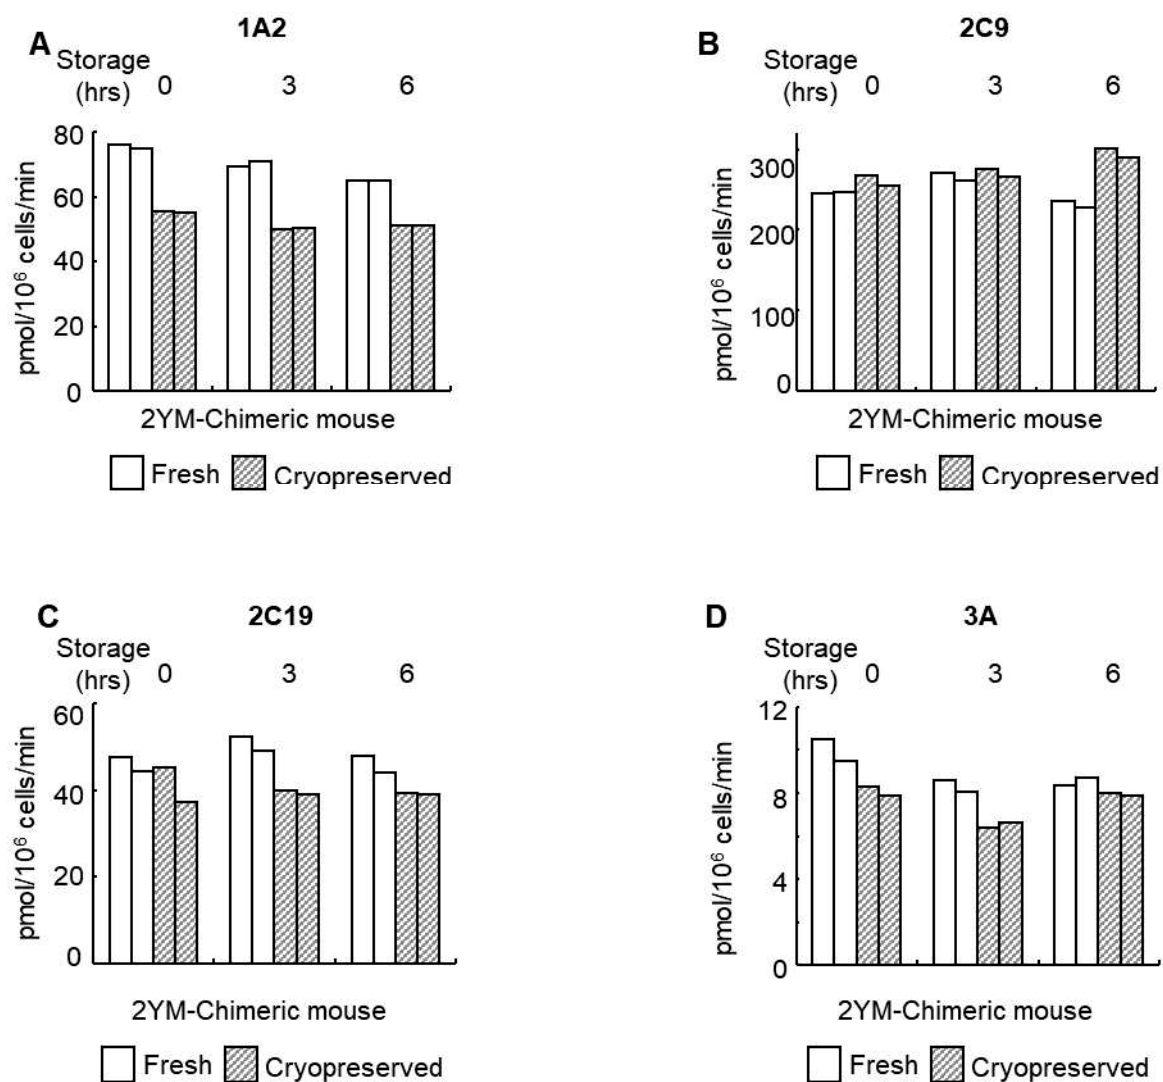 A
1A2
Storage
(hrs) 0 3 6
80
60
40
20
0
pmol/10⁶ cells/min
2YM-Chimeric mouse
Fresh Cryopreserved
B
2C9
Storage
(hrs) 0 3 6
300
200
100
0
pmol/10⁶ cells/min
2YM-Chimeric mouse
Fresh Cryopreserved
C
2C19
Storage
(hrs) 0 3 6
60
40
20
0
pmol/10⁶ cells/min
2YM-Chimeric mouse
Fresh Cryopreserved
D
3A
Storage
(hrs) 0 3 6
12
8
4
0
pmol/10⁶ cells/min
2YM-Chimeric mouse
Fresh Cryopreserved